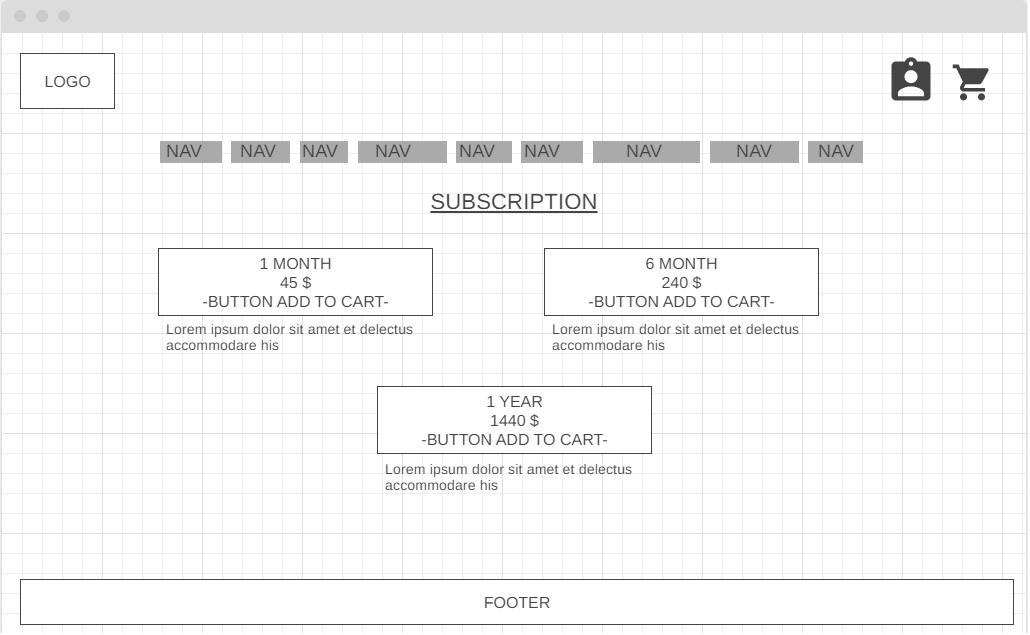 LOGO
NAV NAV NAV NAV NAV NAV NAV NAV NAV
SUBSCRIPTION
1 MONTH
45 $
-BUTTON ADD TO CART-
Lorem ipsum dolor sit amet et delectus
accommodare his
6 MONTH
240 $
-BUTTON ADD TO CART-
Lorem ipsum dolor sit amet et delectus
accommodare his
1 YEAR
1440 $
-BUTTON ADD TO CART-
Lorem ipsum dolor sit amet et delectus
accommodare his
FOOTER